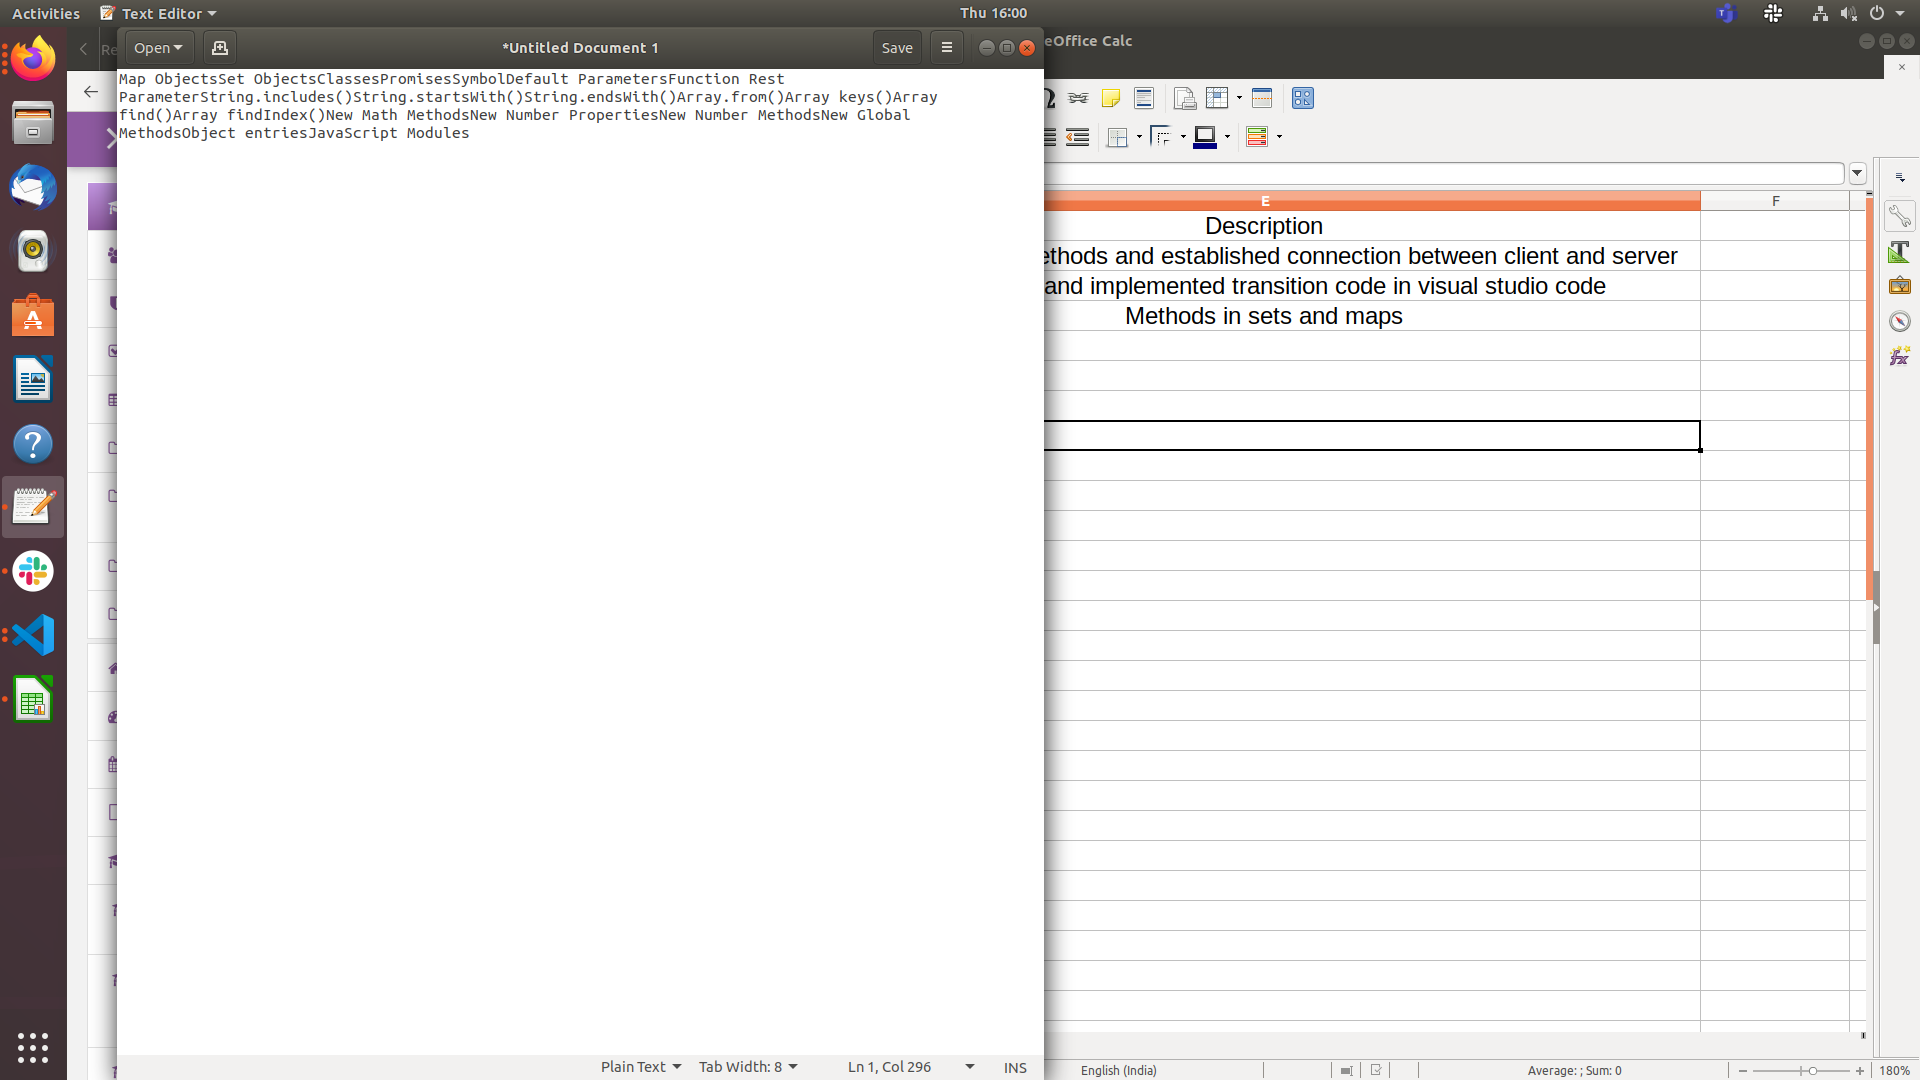 Activities
Text Editor
Thu 16:00
Open
*Untitled Document 1
Save
eOffice Calc
Map ObjectsSet ObjectsClassesPromisesSymbolDefault ParametersFunction Rest
ParameterString.includes()String.startsWith()String.endsWith()Array.from()Array keys()Array
find()Array findIndex()New Math MethodsNew Number PropertiesNew Number MethodsNew Global
MethodsObject entriesJavaScript Modules
E
F
Description
ethods and established connection between client and server
and implemented transition code in visual studio code
Methods in sets and maps
Plain Text
Tab Width: 8
Ln 1, Col 296
INS
English (India)
Average: ; Sum: 0
180%